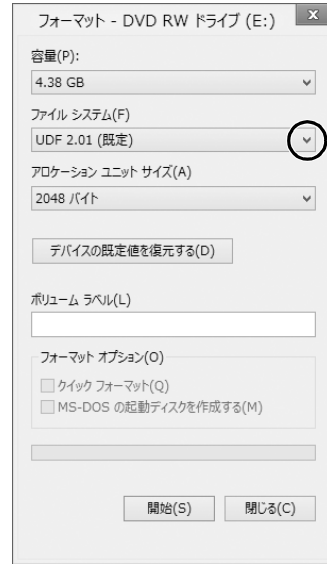 フォーマット - DVD RW ドライブ (E:)
x
容量(P):
4.38 GB
ファイル システム(F)
UDF 2.01 (既定)
アロケーション ユニット サイズ(A)
2048 バイト
デバイスの既定値を復元する(D)
ボリューム ラベル(L)
フォーマット オプション(O)
クイック フォーマット(Q)
MS-DOS の起動ディスクを作成する(M)
開始(S) 閉じる(C)